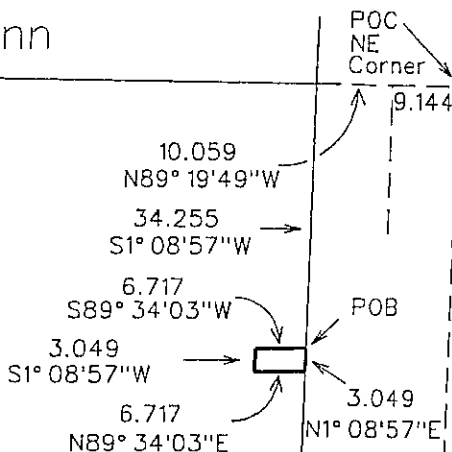 nn
POC
NE
Corner
9.144
10.059
N89° 19'49"W
34.255
S1° 08'57"W
6.717
S89° 34'03"W
POB
3.049
S1° 08'57"W
3.049
N1° 08'57"E
6.717
N89° 34'03"E